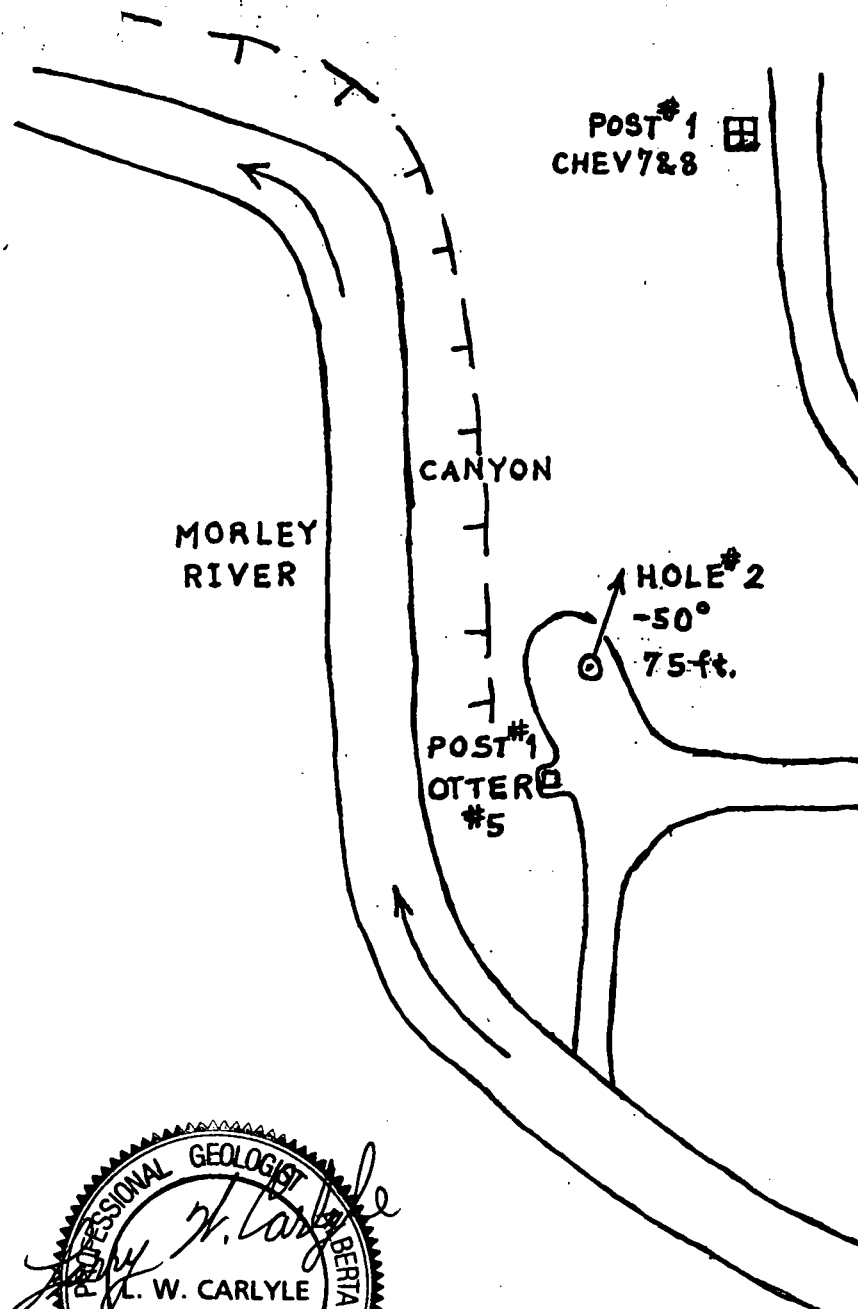 POST #1
CHEV 7&8
CANYON
MORLEY
RIVER
HOLE #2
-50°
75 ft.
POST #1
OTTER
#5
PROFESSIONAL GEOLOGIST
L. W. CARLYLE